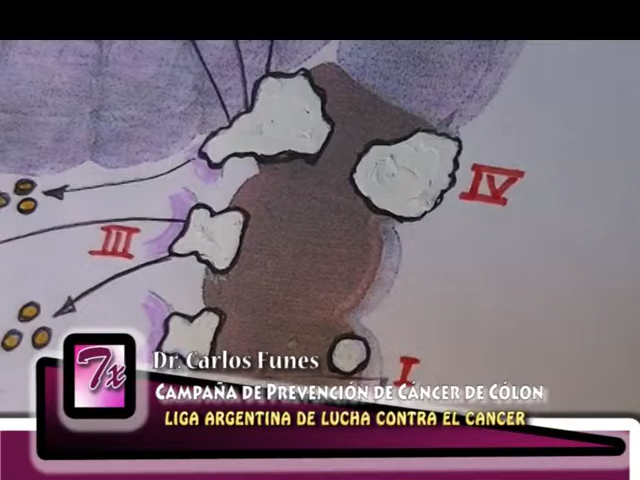 IV
III
I
7x
Dr. Carlos Funes
CAMPAÑA DE PREVENCIÓN DE CÁNCER DE CÓLON
LIGA ARGENTINA DE LUCHA CONTRA EL CANCER